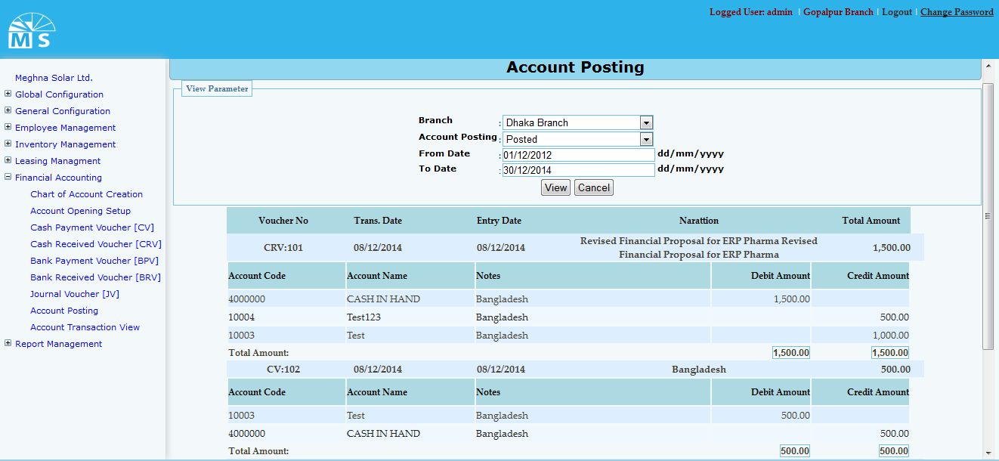 Logged User: admin | Gopalpur Branch | Logout | Change Password
M S
Account Posting
Meghna Solar Ltd.
Global Configuration
General Configuration
Employee Management
Inventory Management
Leasing Managment
Financial Accounting
Chart of Account Creation
Account Opening Setup
Cash Payment Voucher [CV]
Cash Received Voucher [CRV]
Bank Payment Voucher [BPV]
Bank Received Voucher [BRV]
Journal Voucher [JV]
Account Posting
Account Transaction View
Report Management
View Parameter
Branch : Dhaka Branch
Account Posting : Posted
From Date : 01/12/2012 dd/mm/yyyy
To Date : 30/12/2014 dd/mm/yyyy
View Cancel
Voucher No Trans. Date Entry Date Narattion Total Amount
CRV:101 08/12/2014 08/12/2014 Revised Financial Proposal for ERP Pharma Revised 1,500.00
Financial Proposal for ERP Pharma
Account Code Account Name Notes Debit Amount Credit Amount
4000000 CASH IN HAND Bangladesh 1,500.00
10004 Test123 Bangladesh 500.00
10003 Test Bangladesh 1,000.00
Total Amount: 1,500.00 1,500.00
CV:102 08/12/2014 08/12/2014 Bangladesh 500.00
Account Code Account Name Notes Debit Amount Credit Amount
10003 Test Bangladesh 500.00
4000000 CASH IN HAND Bangladesh 500.00
Total Amount: 500.00 500.00